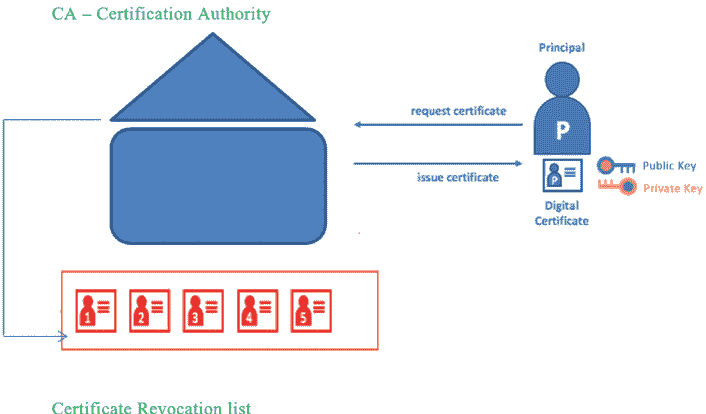 CA – Certification Authority
Principal
request certificate
P
issue certificate
P
Public Key
Private Key
Digital
Certificate
1 2 3 4 5
Certificate Revocation list